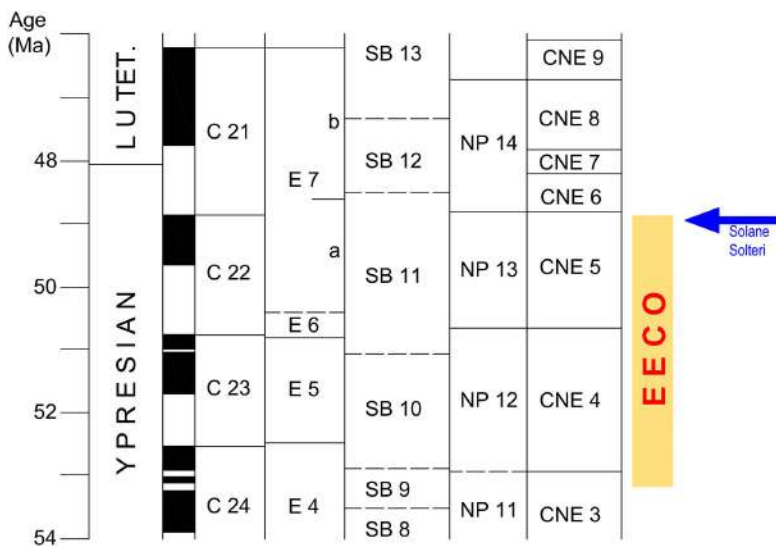 Age
(Ma)
48
50
52
54
LUTET.
YPRESIAN
C 21
C 22
C 23
C 24
b
E 7
a
E 6
E 5
E 4
SB 13
SB 12
SB 11
SB 10
SB 9
SB 8
NP 14
NP 13
NP 12
NP 11
CNE 9
CNE 8
CNE 7
CNE 6
CNE 5
CNE 4
CNE 3
EECO
Solane
Solteri